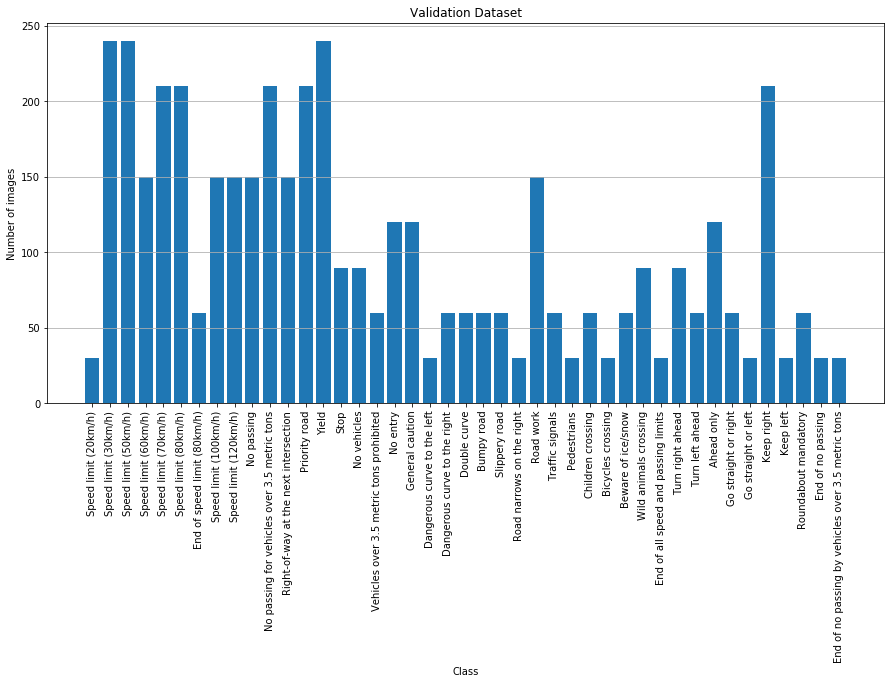 Validation Dataset
Number of images
250
200
150
100
50
0
Speed limit (20km/h)
Speed limit (30km/h)
Speed limit (50km/h)
Speed limit (60km/h)
Speed limit (70km/h)
Speed limit (80km/h)
End of speed limit (80km/h)
Speed limit (100km/h)
Speed limit (120km/h)
No passing
No passing for vehicles over 3.5 metric tons
Right-of-way at the next intersection
Priority road
Yield
Stop
No vehicles
Vehicles over 3.5 metric tons prohibited
No entry
General caution
Dangerous curve to the left
Dangerous curve to the right
Double curve
Bumpy road
Slippery road
Road narrows on the right
Road work
Traffic signals
Pedestrians
Children crossing
Bicycles crossing
Beware of ice/snow
Wild animals crossing
End of all speed and passing limits
Turn right ahead
Turn left ahead
Ahead only
Go straight or right
Go straight or left
Keep right
Keep left
Roundabout mandatory
End of no passing
End of no passing by vehicles over 3.5 metric tons
Class